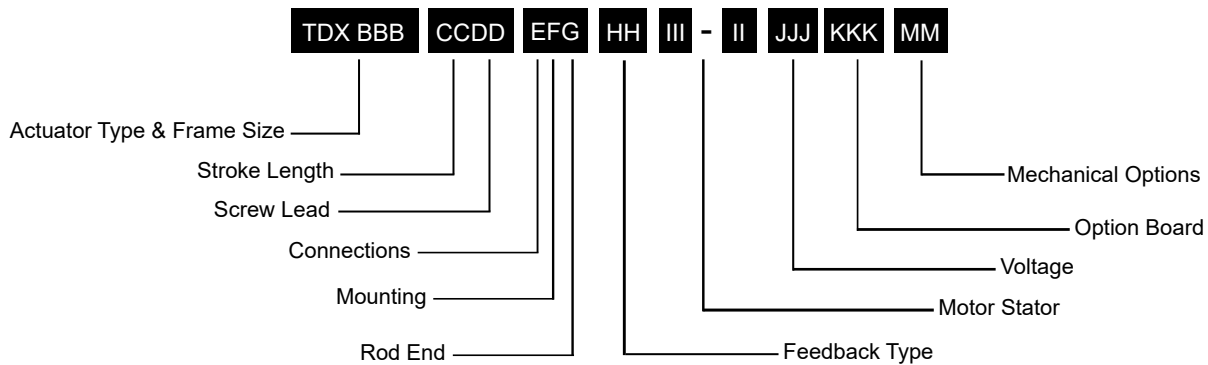 TDX BBB CCDD EFG HH III - II JJJ KKK MM
Actuator Type & Frame Size
Stroke Length
Mechanical Options
Screw Lead
Option Board
Connections
Voltage
Mounting
Motor Stator
Rod End
Feedback Type